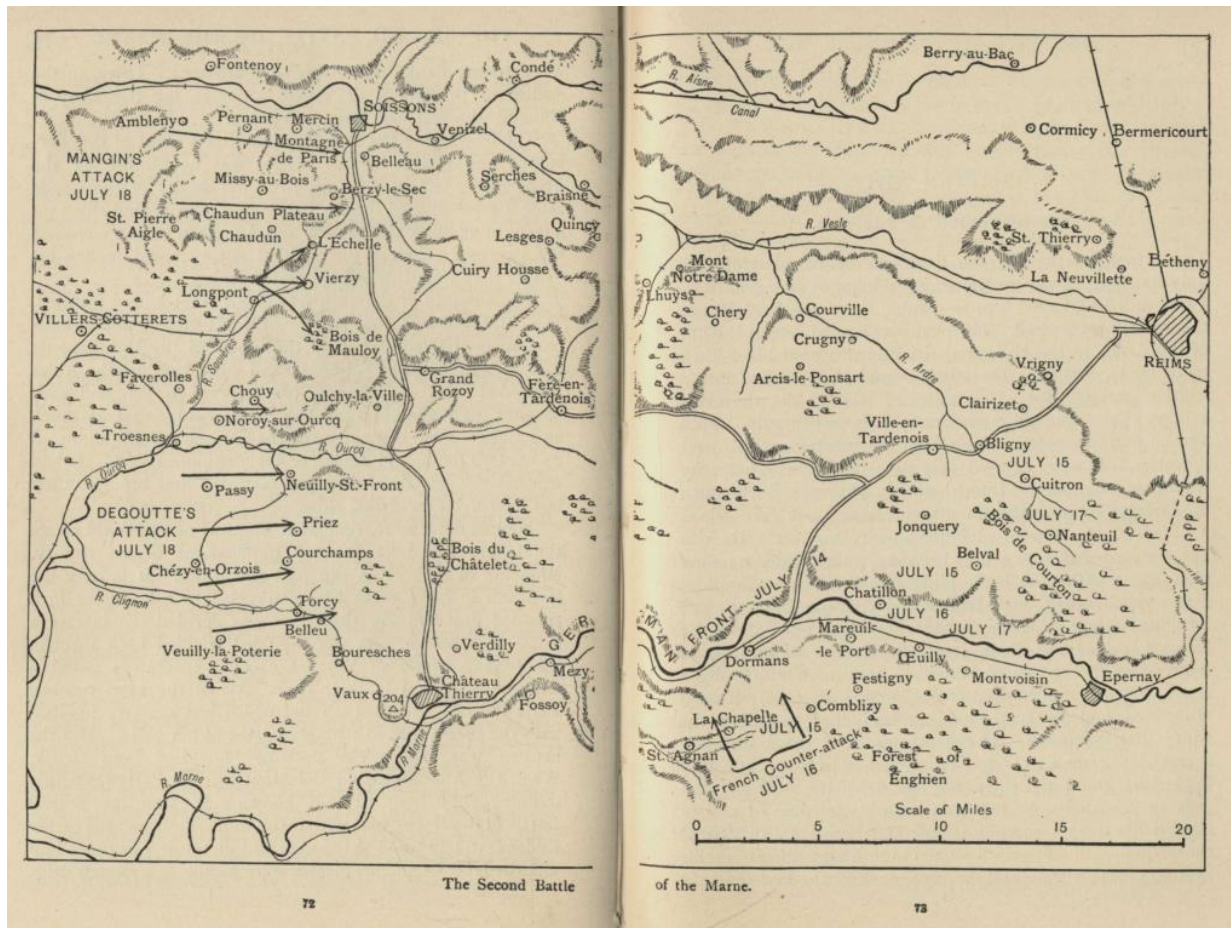 Fontenoy
Condé
SOISSONS
Ambleny
Pernant
Mercin
Montagne
de Paris
Venizel
Belleau
MANGIN'S
ATTACK
JULY 18
Missy-au-Bois
Berzy-le-Sec
Serches
Braisne
St. Pierre
Aigle
Chaudun Plateau
Chaudun
L'Échelle
Lesges
Quincy
Cuiry Housse
Vierzy
Longpont
VILLERS-COTTERETS
Bois de
Mauloy
R. Savières
Faverolles
Chouy
Oulchy-la-Ville
Grand
Rozoy
Fère-en-
Tardenois
Noroy-sur-Ourcq
Troesnes
R. Ourcq
R. Ourcq
Passy
Neuilly-St.-Front
DEGOUTTE'S
ATTACK
JULY 18
Priez
Courchamps
Chézy-en-Orzois
Bois du
Châtelet
R. Clignon
Torcy
Belleu
Veuilly-la-Poterie
Bouresches
Verdilly
Vaux
204
Château
Thierry
Mézy
Fossoy
R. Marne
R. Marne
GERMAN FRONT JULY 14
Berry-au-Bac
R. Aisne
Canal
Cormicy
Bermericourt
R. Vesle
St. Thierry
La Neuvillette
Bétheny
Mont
Notre Dame
Lhuys
Chery
Courville
Crugny
REIMS
Arcis-le-Ponsart
R. Ardre
Vrigny
Clairizet
Ville-en-
Tardenois
Bligny
JULY 15
Cuitron
JULY 17
Jonquery
Nanteuil
Bois de Courton
Belval
JULY 15
Chatillon
JULY 16
JULY 17
Mareuil-
-le Port
Dormans
Œuilly
Epernay
Festigny
Montvoisin
Comblizy
La Chapelle
JULY 15
St. Agnan
French Counter-attack
JULY 16
Forest of
Enghien
Scale of Miles
0 5 10 15 20
The Second Battle
of the Marne.
72
73